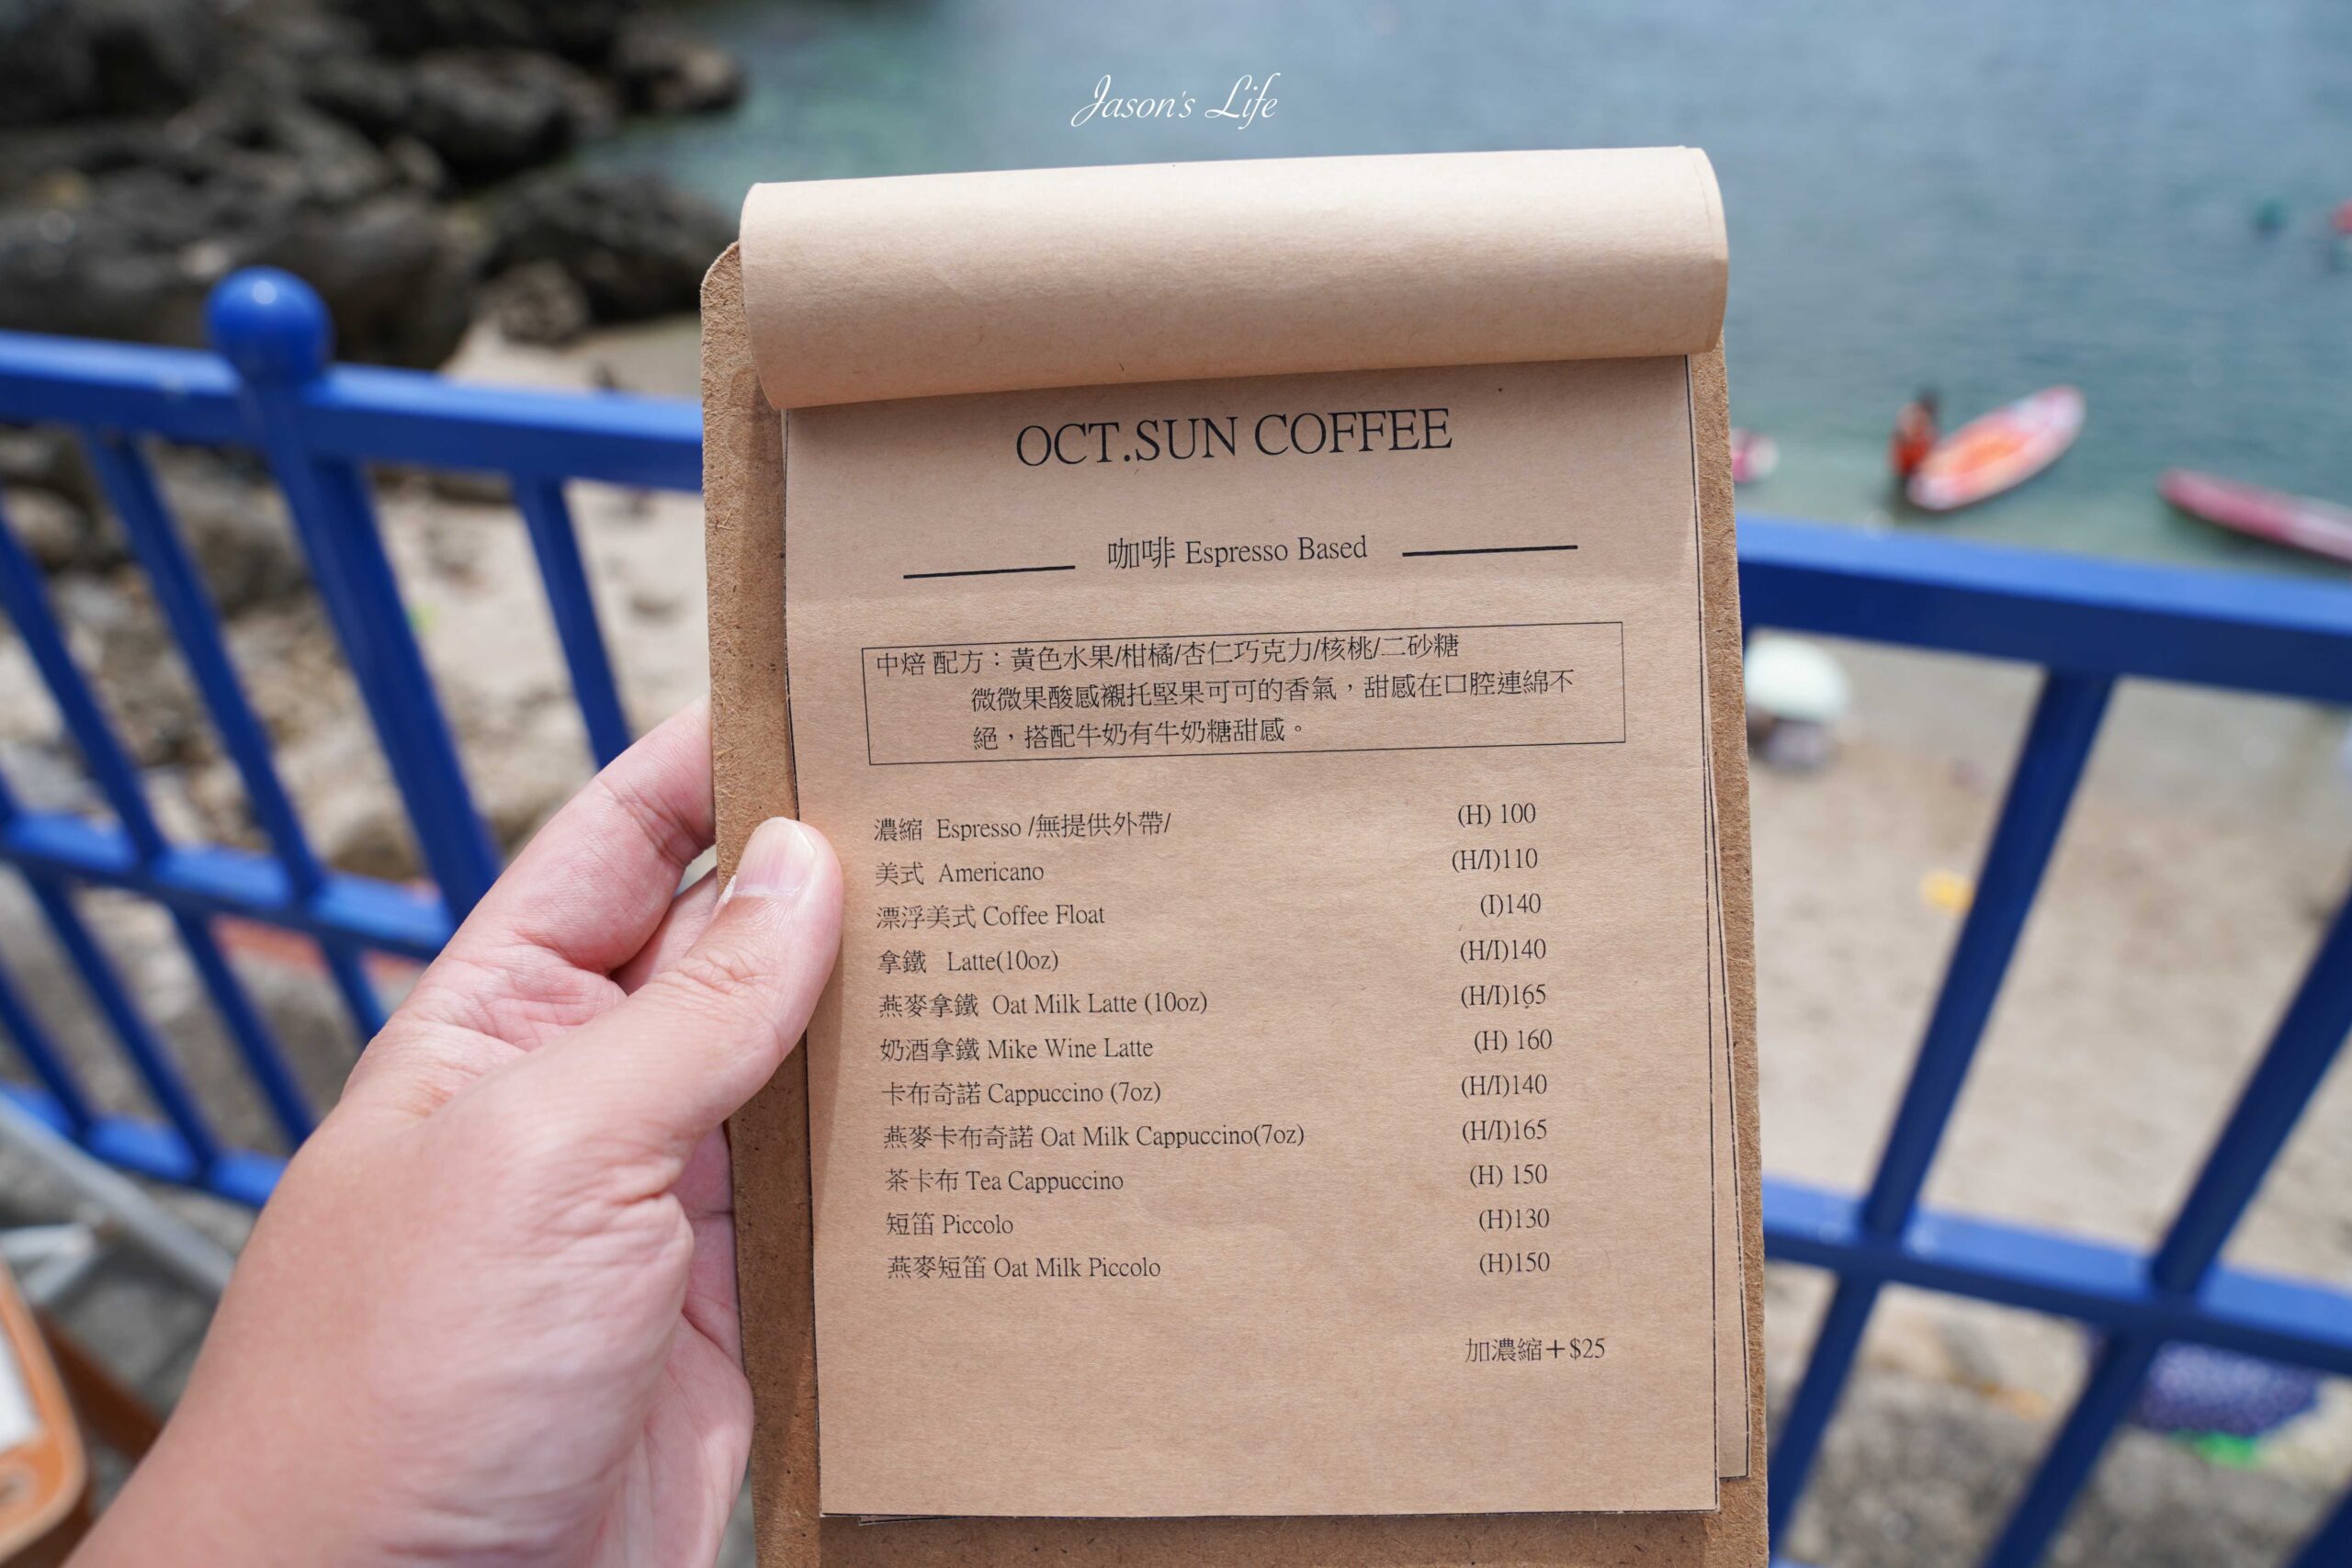 Jason's Life
OCT.SUN COFFEE
咖啡 Espresso Based
中焙 配方：黃色水果/柑橘/杏仁巧克力/核桃/二砂糖
微微果酸感襯托堅果可可的香氣，甜感在口腔連綿不
絕，搭配牛奶有牛奶糖甜感。
濃縮 Espresso /無提供外帶/ (H) 100
美式 Americano (H/I)110
漂浮美式 Coffee Float (I)140
拿鐵 Latte(10oz) (H/I)140
燕麥拿鐵 Oat Milk Latte (10oz) (H/I)165
奶酒拿鐵 Mike Wine Latte (H) 160
卡布奇諾 Cappuccino (7oz) (H/I)140
燕麥卡布奇諾 Oat Milk Cappuccino(7oz) (H/I)165
茶卡布 Tea Cappuccino (H) 150
短笛 Piccolo (H)130
燕麥短笛 Oat Milk Piccolo (H)150
加濃縮＋$25